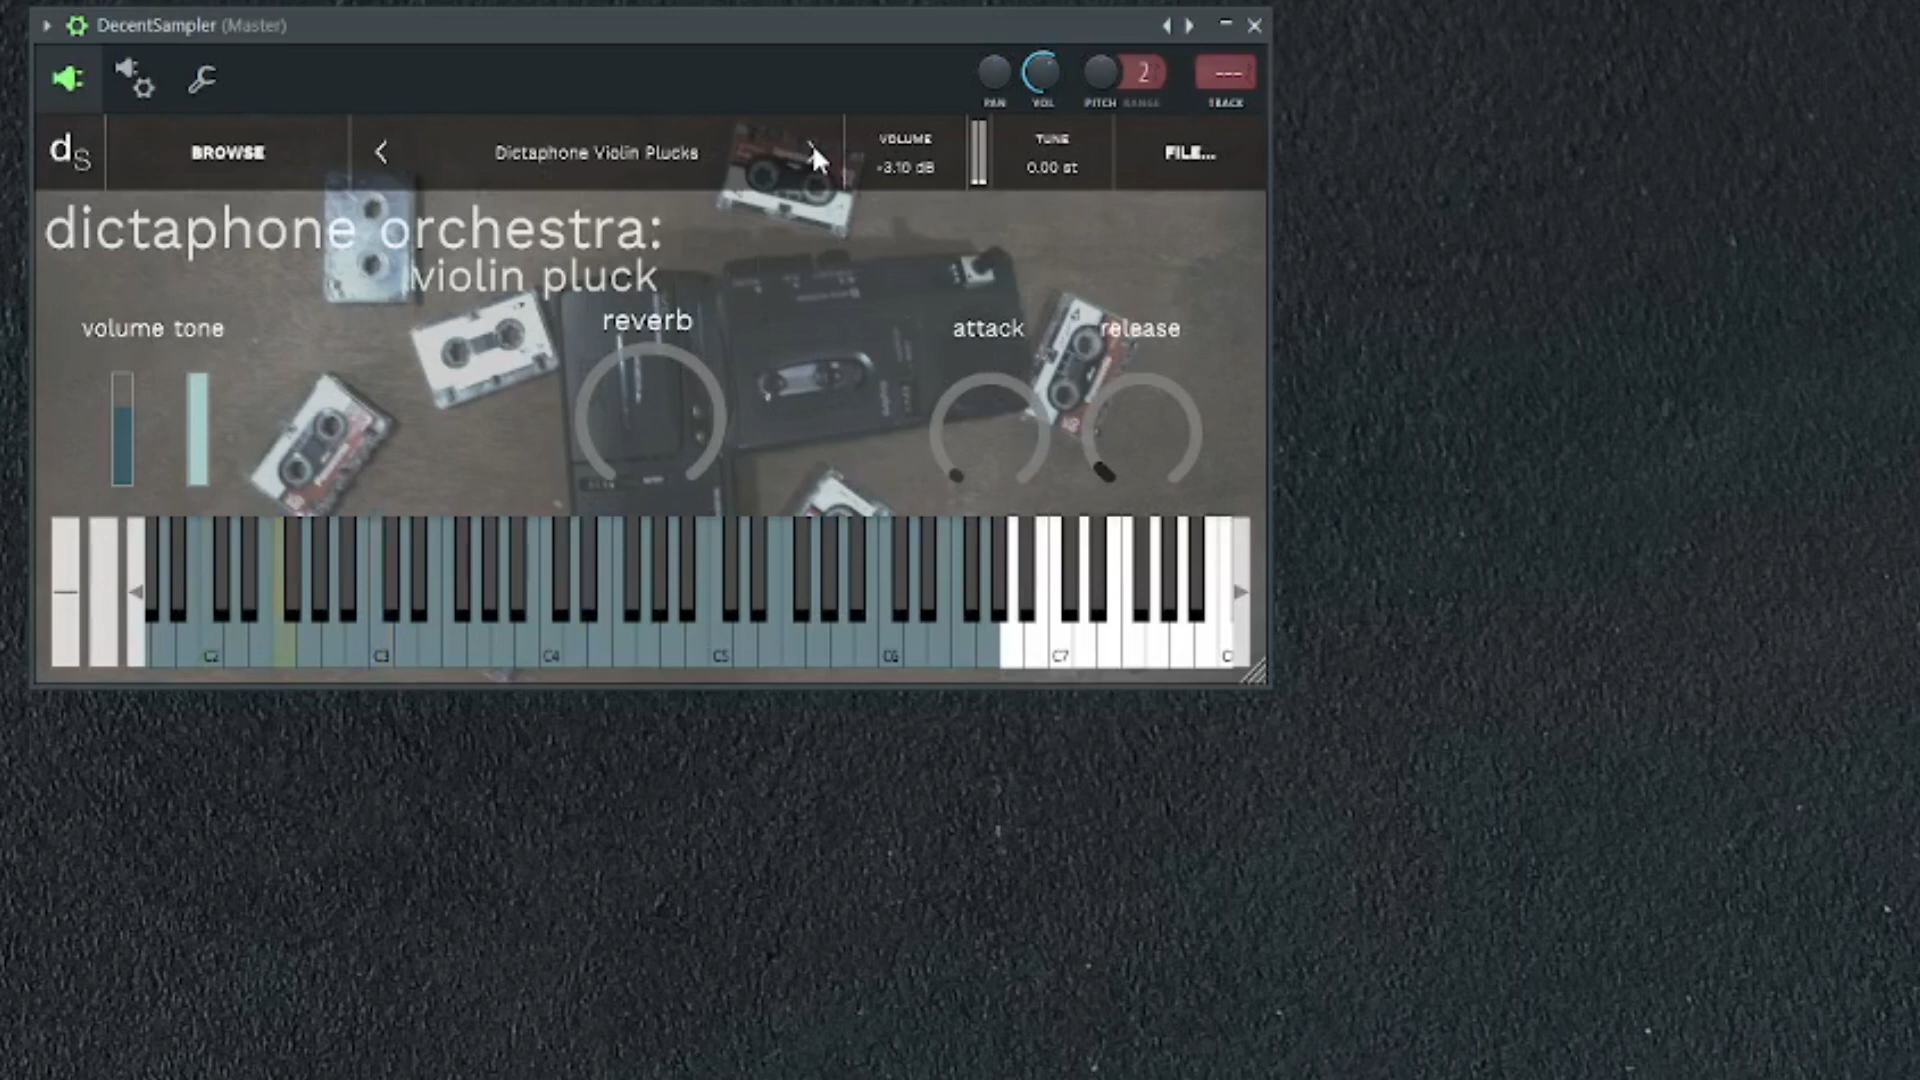 DecentSampler (Master)
2
---
PAN
VOL
PITCH
RANGE
TRACK
ds
BROWSE
Dictaphone Violin Plucks
VOLUME
-3.10 dB
TUNE
0.00 st
FILE...
dictaphone orchestra:
violin pluck
volume
tone
reverb
attack
release
C2
C3
C4
C5
C6
C7
C